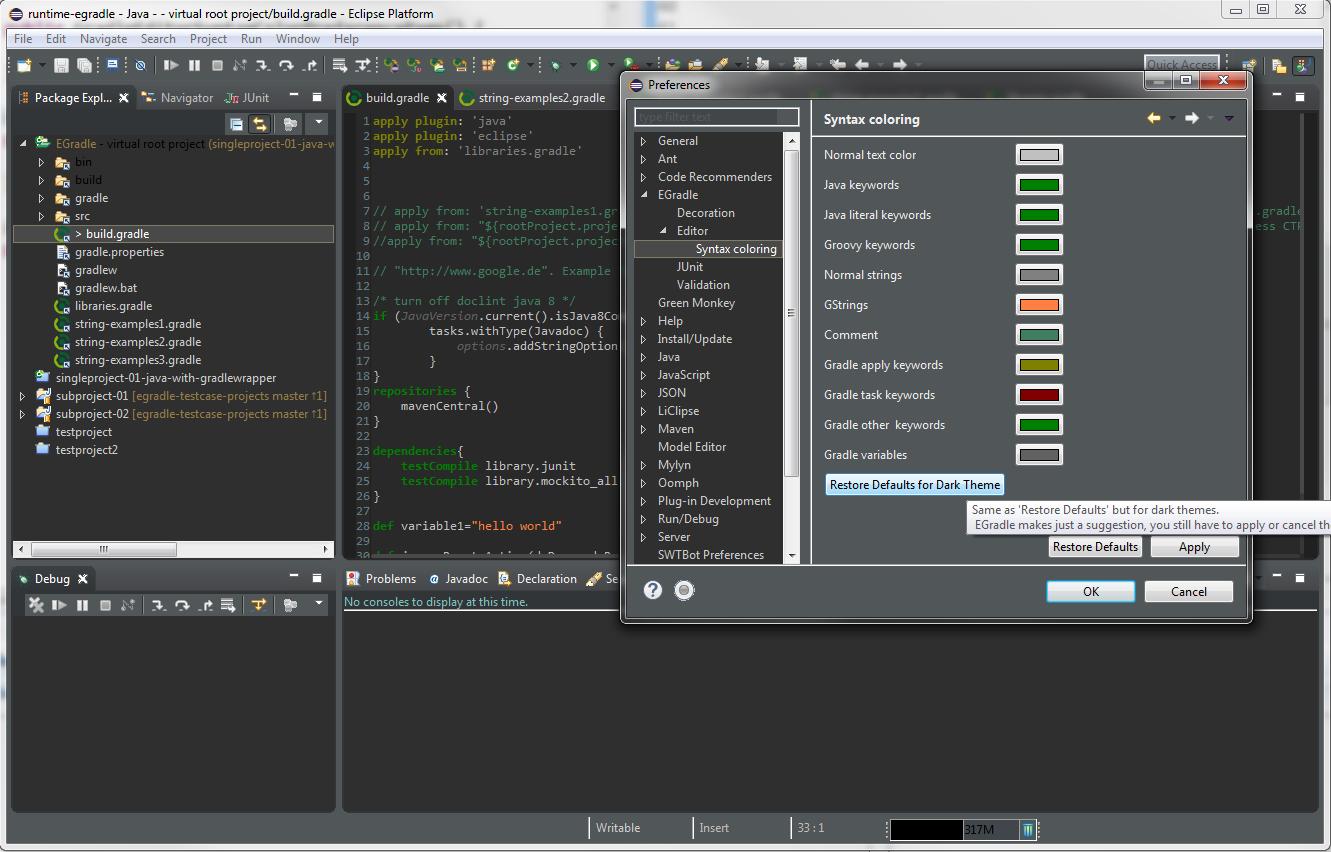 runtime-egradle - Java - - virtual root project/build.gradle - Eclipse Platform
File Edit Navigate Search Project Run Window Help
Quick Access
Package Expl... Navigator JUnit
EGradle - virtual root project (singleproject-01-java-w
bin
build
gradle
src
> build.gradle
gradle.properties
gradlew
gradlew.bat
libraries.gradle
string-examples1.gradle
string-examples2.gradle
string-examples3.gradle
singleproject-01-java-with-gradlewrapper
subproject-01 [egradle-testcase-projects master ↑1]
subproject-02 [egradle-testcase-projects master ↑1]
testproject
testproject2
build.gradle string-examples2.gradle
1 apply plugin: 'java'
2 apply plugin: 'eclipse'
3 apply from: 'libraries.gradle'
4
5
6
7 // apply from: 'string-examples1.gr
8 // apply from: "${rootProject.proje
9 //apply from: "${rootProject.projec
10
11 // "http://www.google.de". Example
12
13 /* turn off doclint java 8 */
14 if (JavaVersion.current().isJava8Co
15 tasks.withType(Javadoc) {
16 options.addStringOption
17 }
18 }
19 repositories {
20 mavenCentral()
21 }
22
23 dependencies{
24 testCompile library.junit
25 testCompile library.mockito_all
26 }
27
28 def variable1="hello world"
29
.gradle
ess CTR
Preferences
type filter text
General
Ant
Code Recommenders
EGradle
Decoration
Editor
Syntax coloring
JUnit
Validation
Green Monkey
Help
Install/Update
Java
JavaScript
JSON
LiClipse
Maven
Model Editor
Mylyn
Oomph
Plug-in Development
Run/Debug
Server
SWTBot Preferences
Syntax coloring
Normal text color
Java keywords
Java literal keywords
Groovy keywords
Normal strings
GStrings
Comment
Gradle apply keywords
Gradle task keywords
Gradle other keywords
Gradle variables
Restore Defaults for Dark Theme
Same as 'Restore Defaults' but for dark themes.
EGradle makes just a suggestion, you still have to apply or cancel th
Restore Defaults Apply
OK Cancel
Debug
Problems Javadoc Declaration Se
No consoles to display at this time.
Writable Insert 33 : 1 317M